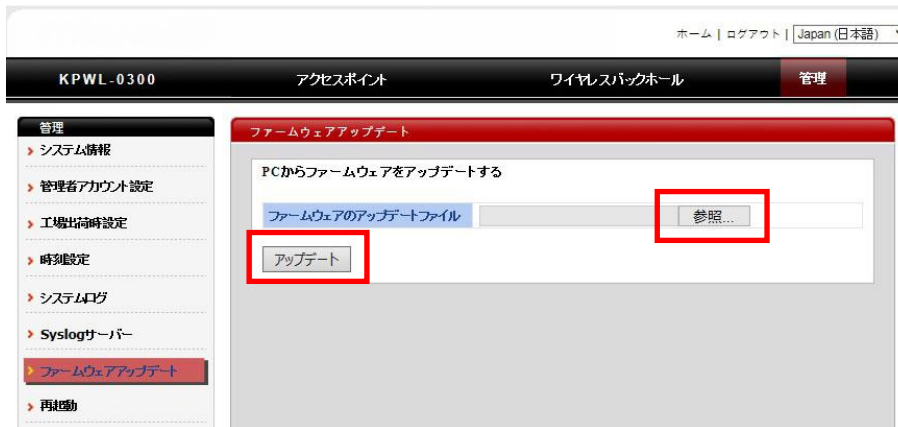 ホーム | ログアウト | Japan (日本語)
KPWL-0300 アクセスポイント ワイヤレスバックホール 管理
管理
システム情報
管理者アカウント設定
工場出荷時設定
時刻設定
システムログ
Syslogサーバー
ファームウェアアップデート
再起動
ファームウェアアップデート
PCからファームウェアをアップデートする
ファームウェアのアップデートファイル 参照...
アップデート